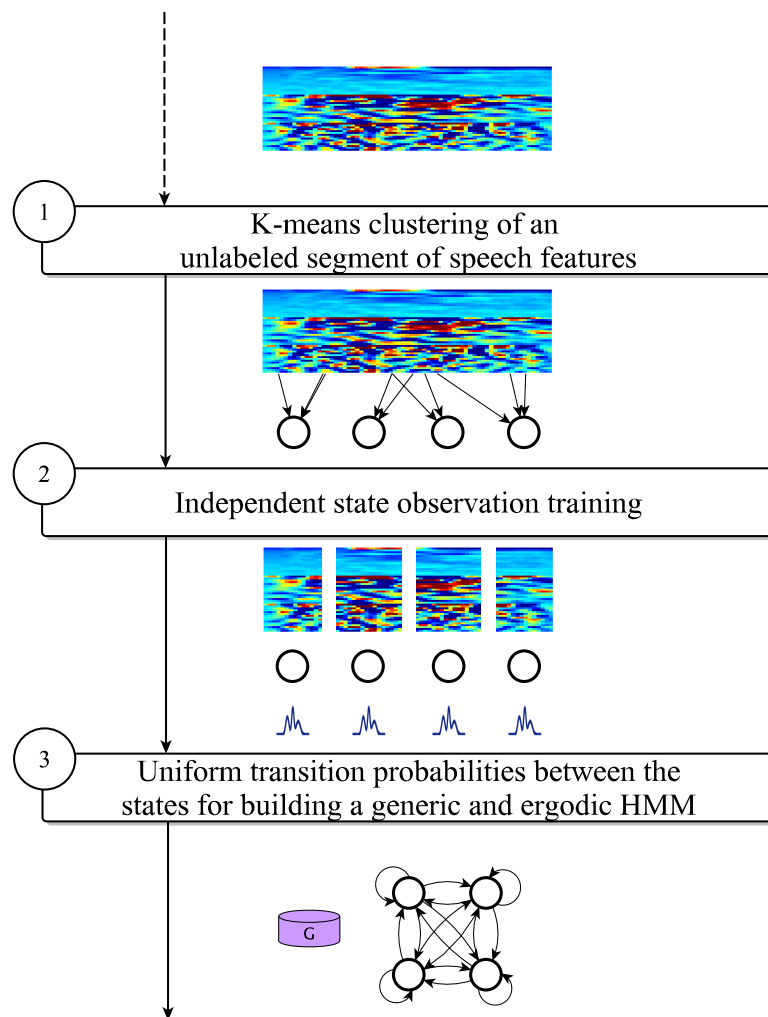 1
K-means clustering of an
unlabeled segment of speech features
2
Independent state observation training
3
Uniform transition probabilities between the
states for building a generic and ergodic HMM
G